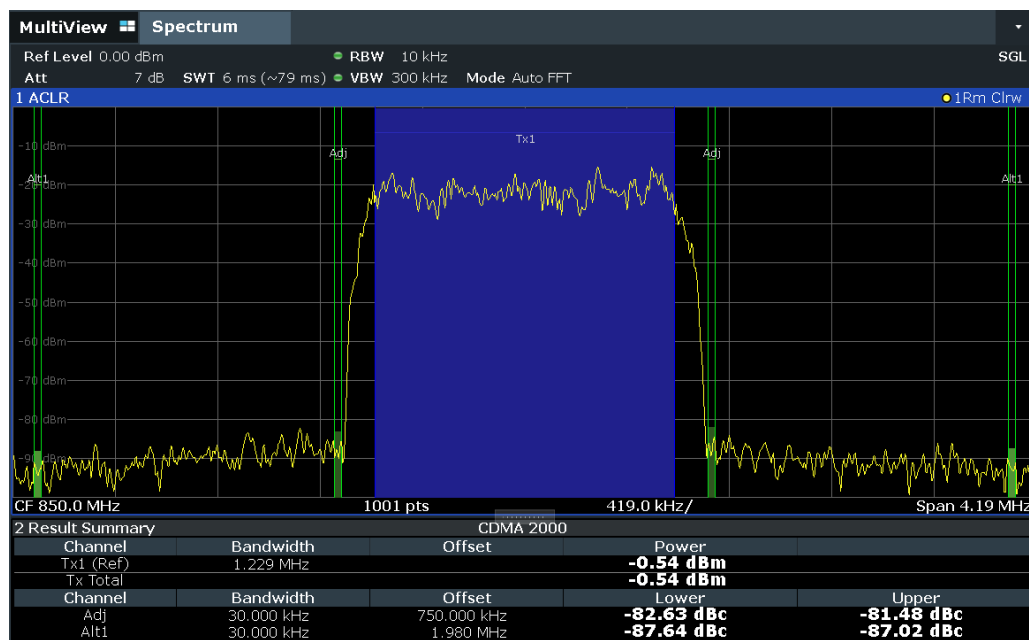 MultiView Spectrum
Ref Level 0.00 dBm RBW 10 kHz SGL
Att 7 dB SWT 6 ms (~79 ms) VBW 300 kHz Mode Auto FFT
1 ACLR 1Rm Clrw
Tx1
-10 dBm
Adj Adj
Alt1 Alt1
-20 dBm
-30 dBm
-40 dBm
-50 dBm
-60 dBm
-70 dBm
-80 dBm
-90 dBm
CF 850.0 MHz 1001 pts 419.0 kHz/ Span 4.19 MHz
2 Result Summary CDMA 2000
Channel Bandwidth Offset Power
Tx1 (Ref) 1.229 MHz -0.54 dBm
Tx Total -0.54 dBm
Channel Bandwidth Offset Lower Upper
Adj 30.000 kHz 750.000 kHz -82.63 dBc -81.48 dBc
Alt1 30.000 kHz 1.980 MHz -87.64 dBc -87.02 dBc